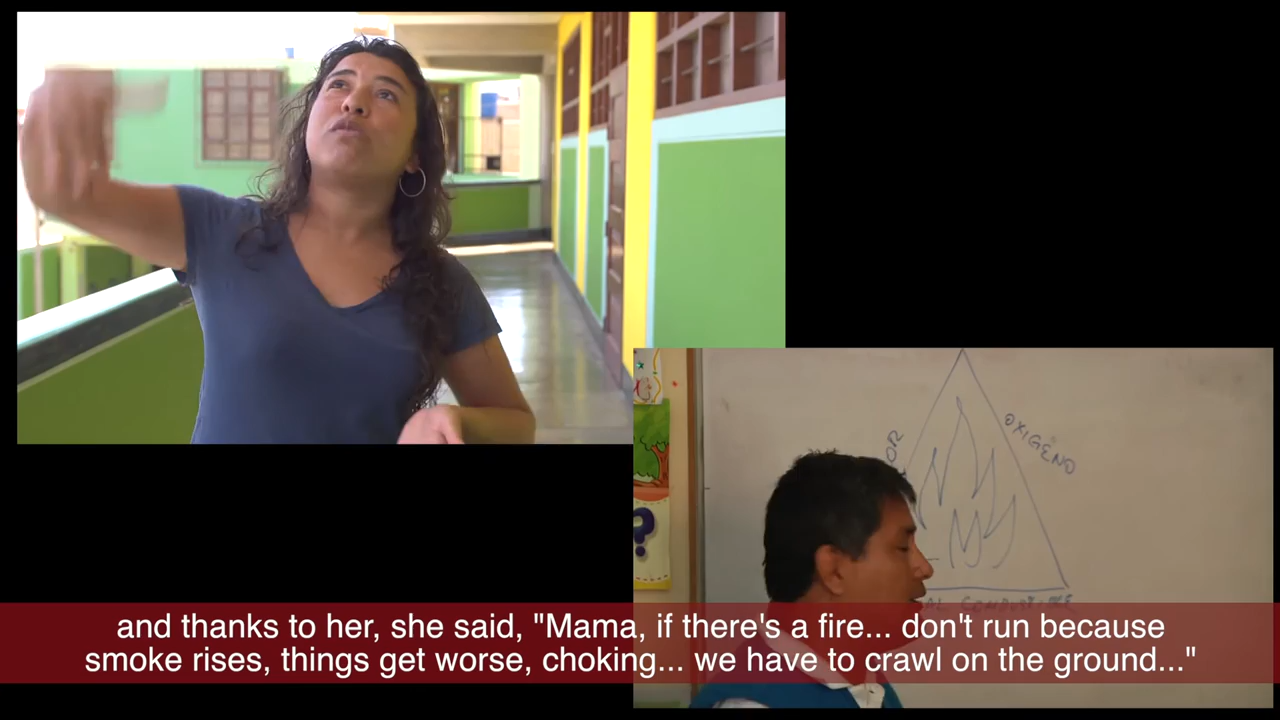 OXIGENO
and thanks to her, she said, "Mama, if there's a fire... don't run because
smoke rises, things get worse, choking... we have to crawl on the ground..."